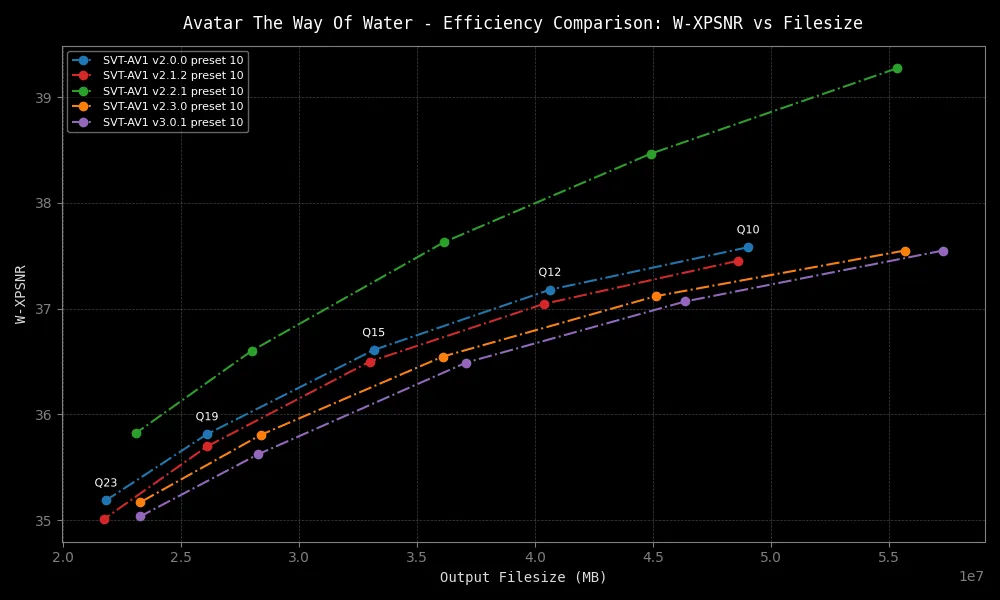 Avatar The Way Of Water - Efficiency Comparison: W-XPSNR vs Filesize
SVT-AV1 v2.0.0 preset 10
SVT-AV1 v2.1.2 preset 10
SVT-AV1 v2.2.1 preset 10
SVT-AV1 v2.3.0 preset 10
SVT-AV1 v3.0.1 preset 10
39
38
37
36
35
W-XPSNR
Q10
Q12
Q15
Q19
Q23
2.0 2.5 3.0 3.5 4.0 4.5 5.0 5.5
1e7
Output Filesize (MB)